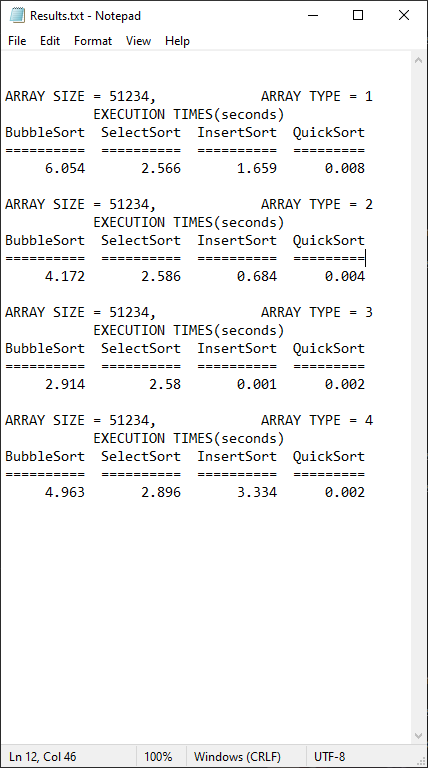 Results.txt - Notepad
File Edit Format View Help
ARRAY SIZE = 51234,             ARRAY TYPE = 1
           EXECUTION TIMES(seconds)
BubbleSort  SelectSort  InsertSort  QuickSort
==========  ==========  ==========  =========
     6.054       2.566       1.659      0.008
ARRAY SIZE = 51234,             ARRAY TYPE = 2
           EXECUTION TIMES(seconds)
BubbleSort  SelectSort  InsertSort  QuickSort
==========  ==========  ==========  =========
     4.172       2.586       0.684      0.004
ARRAY SIZE = 51234,             ARRAY TYPE = 3
           EXECUTION TIMES(seconds)
BubbleSort  SelectSort  InsertSort  QuickSort
==========  ==========  ==========  =========
     2.914        2.58       0.001      0.002
ARRAY SIZE = 51234,             ARRAY TYPE = 4
           EXECUTION TIMES(seconds)
BubbleSort  SelectSort  InsertSort  QuickSort
==========  ==========  ==========  =========
     4.963       2.896       3.334      0.002
Ln 12, Col 46 100% Windows (CRLF) UTF-8